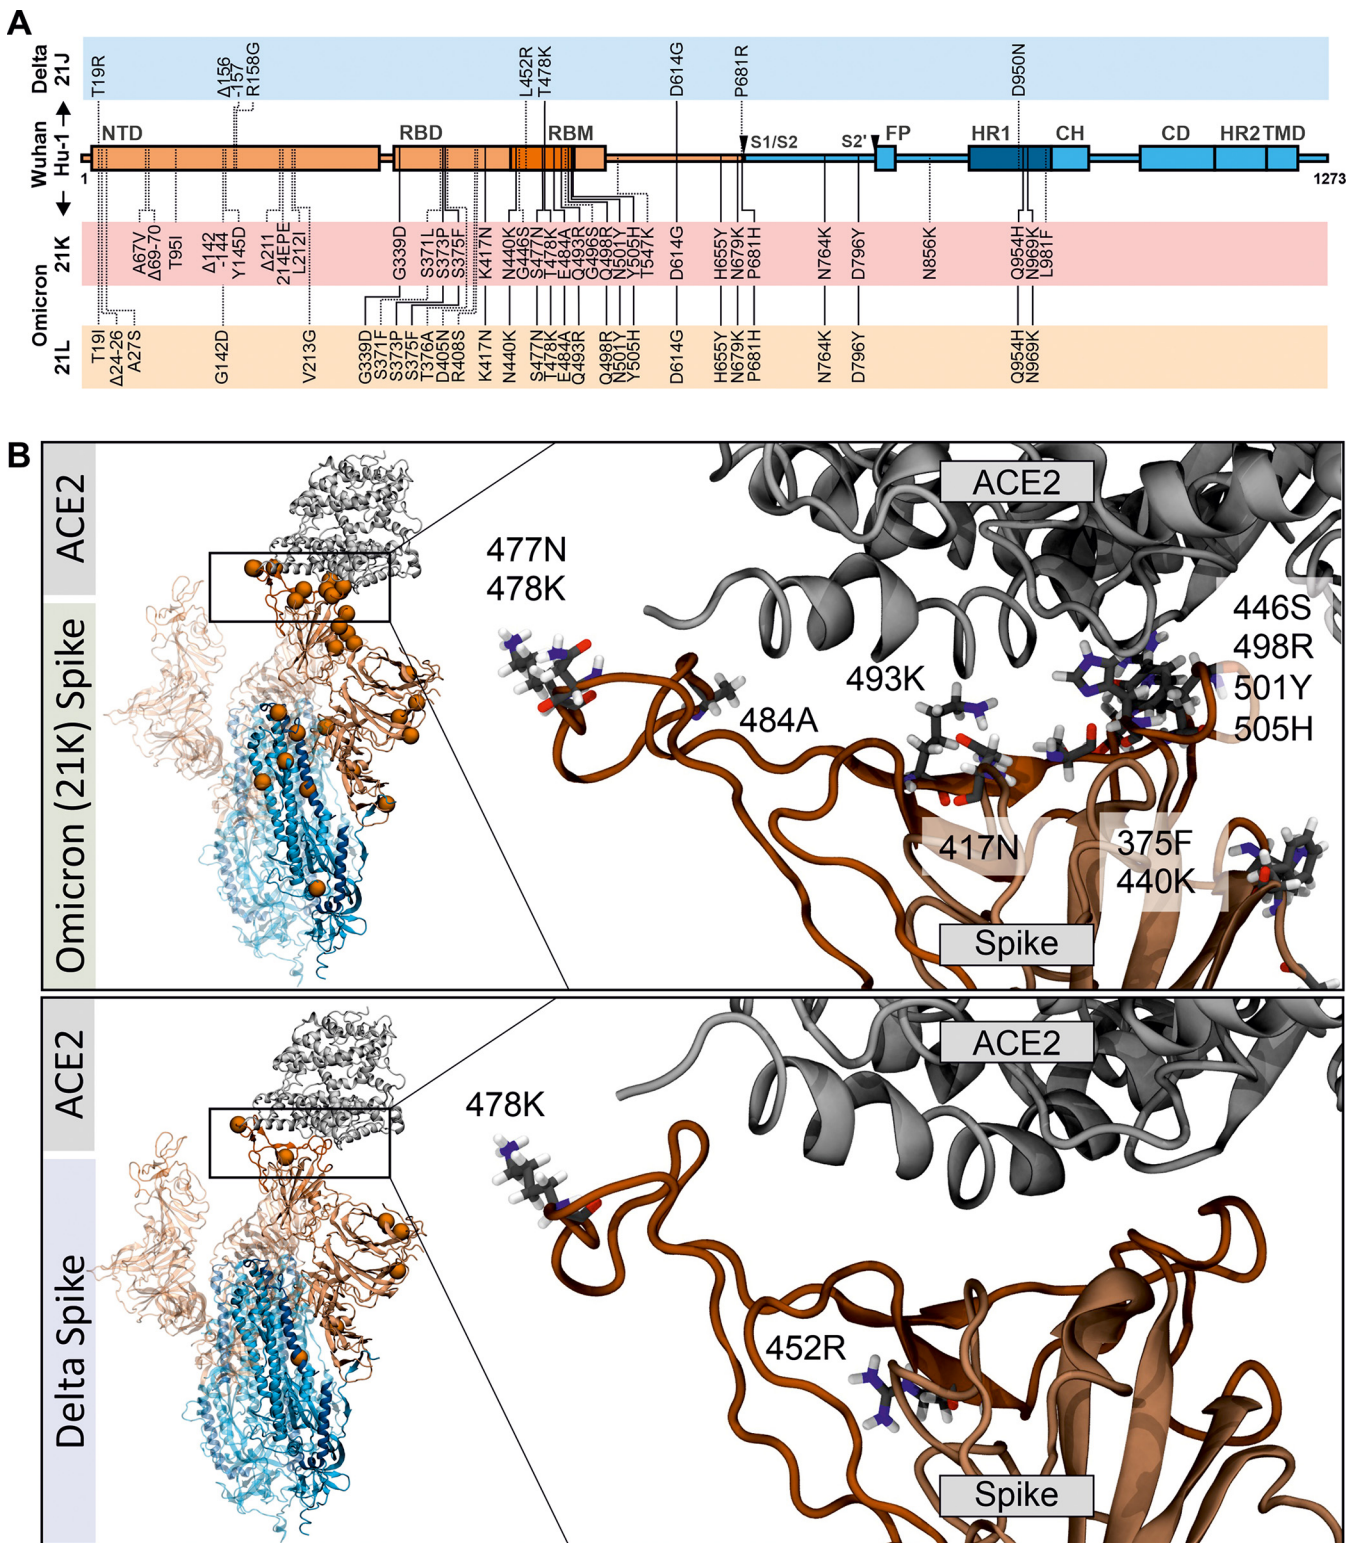 A
Delta
21J
T19R
Δ156
-157
R158G
L452R
T478K
D614G
P681R
D950N
Wuhan
Hu-1
NTD
RBD
RBM
S1/S2
S2'
FP
HR1
CH
CD
HR2
TMD
1
1273
Omicron
21K
A67V
Δ69-70
T95I
Δ142
-144
Y145D
Δ211
214EPE
L212I
G339D
S371L
S373P
S375F
K417N
N440K
G446S
S477N
T478K
E484A
Q493R
G496S
Q498R
N501Y
Y505H
T547K
D614G
H655Y
N679K
P681H
N764K
D796Y
N856K
Q954H
N969K
L981F
21L
T19I
Δ24-26
A27S
G142D
V213G
G339D
S371F
S373P
S375F
T376A
D405N
R408S
K417N
N440K
S477N
T478K
E484A
Q493R
Q498R
N501Y
Y505H
D614G
H655Y
N679K
P681H
N764K
D796Y
Q954H
N969K
B
ACE2
Omicron (21K) Spike
ACE2
477N
478K
484A
493K
446S
498R
501Y
505H
417N
375F
440K
Spike
ACE2
Delta Spike
ACE2
478K
452R
Spike